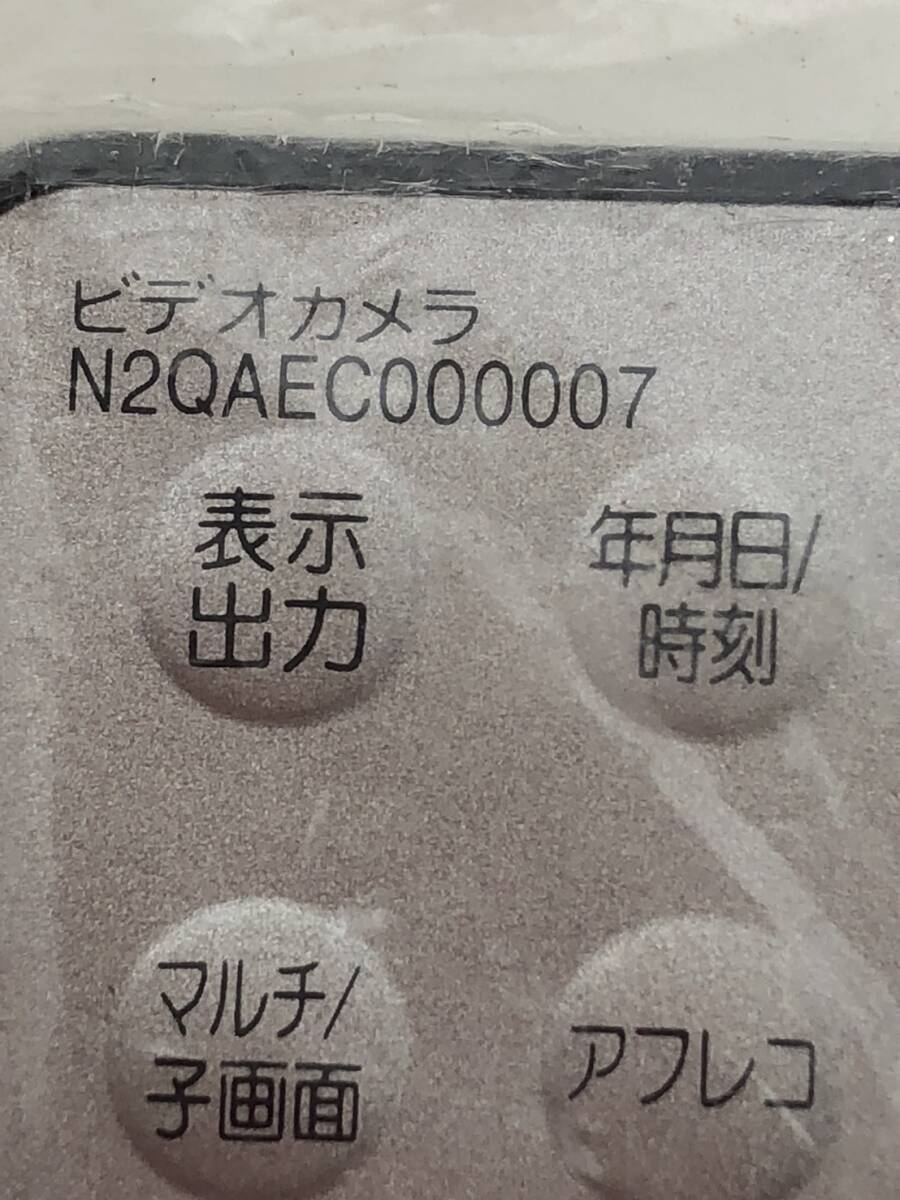 ビデオカメラ
N2QAEC000007
表示
出力
年月日/
時刻
マルチ/
子画面
アフレコ